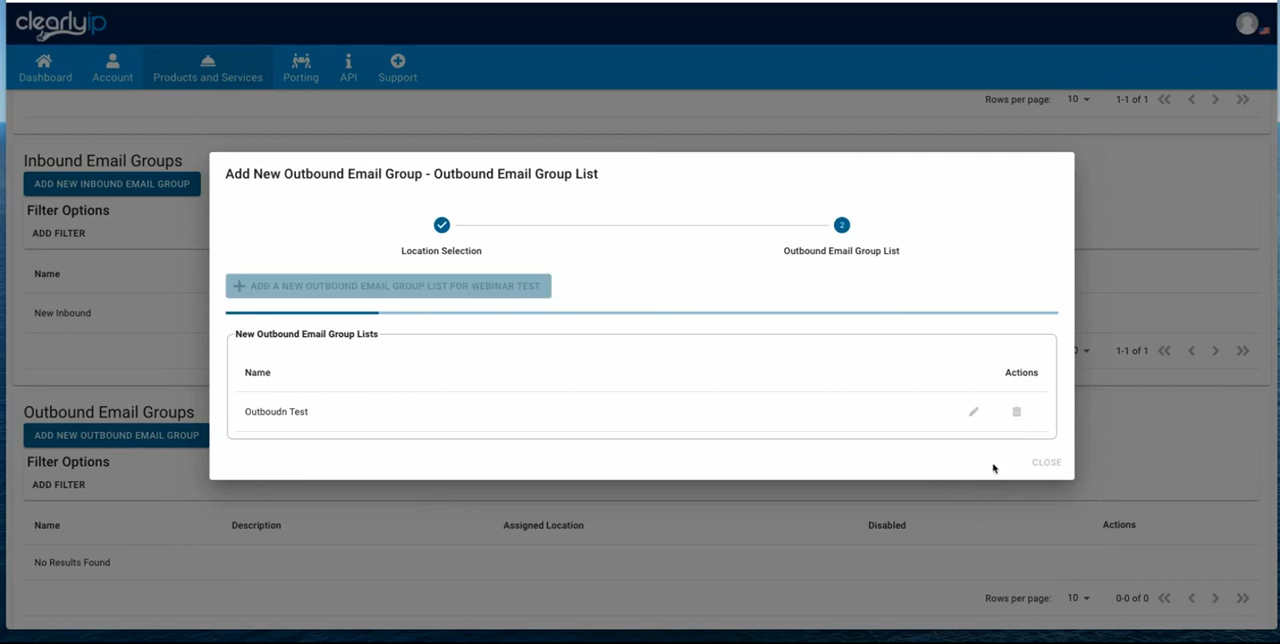 clearlyip
Dashboard Account Products and Services Porting API Support
Rows per page: 10 1-1 of 1
Inbound Email Groups
ADD NEW INBOUND EMAIL GROUP
Filter Options
ADD FILTER
Name
New Inbound
1-1 of 1
Outbound Email Groups
ADD NEW OUTBOUND EMAIL GROUP
Filter Options
ADD FILTER
Name Description Assigned Location Disabled Actions
No Results Found
Rows per page: 10 0-0 of 0
Add New Outbound Email Group - Outbound Email Group List
2
Location Selection Outbound Email Group List
ADD A NEW OUTBOUND EMAIL GROUP LIST FOR WEBINAR TEST
New Outbound Email Group Lists
Name Actions
Outboudn Test
CLOSE